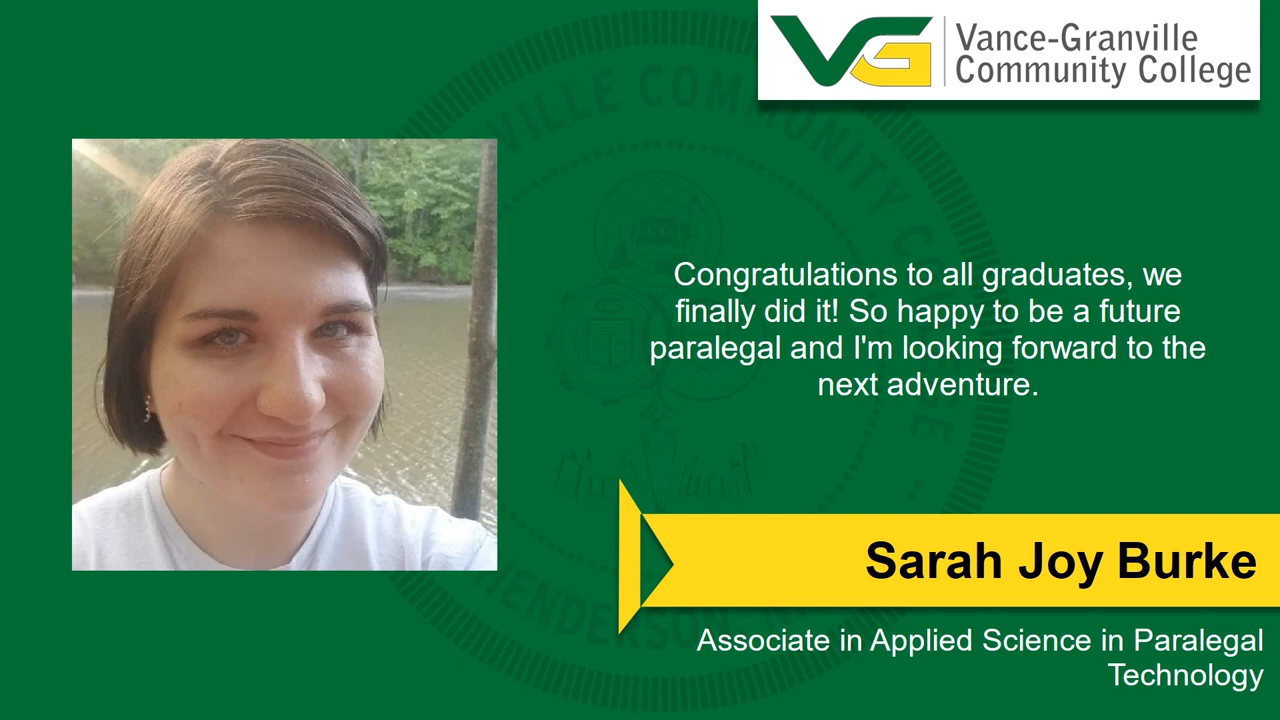 Vance-Granville
Community College
Congratulations to all graduates, we
finally did it! So happy to be a future
paralegal and I'm looking forward to the
next adventure.
Sarah Joy Burke
Associate in Applied Science in Paralegal
Technology